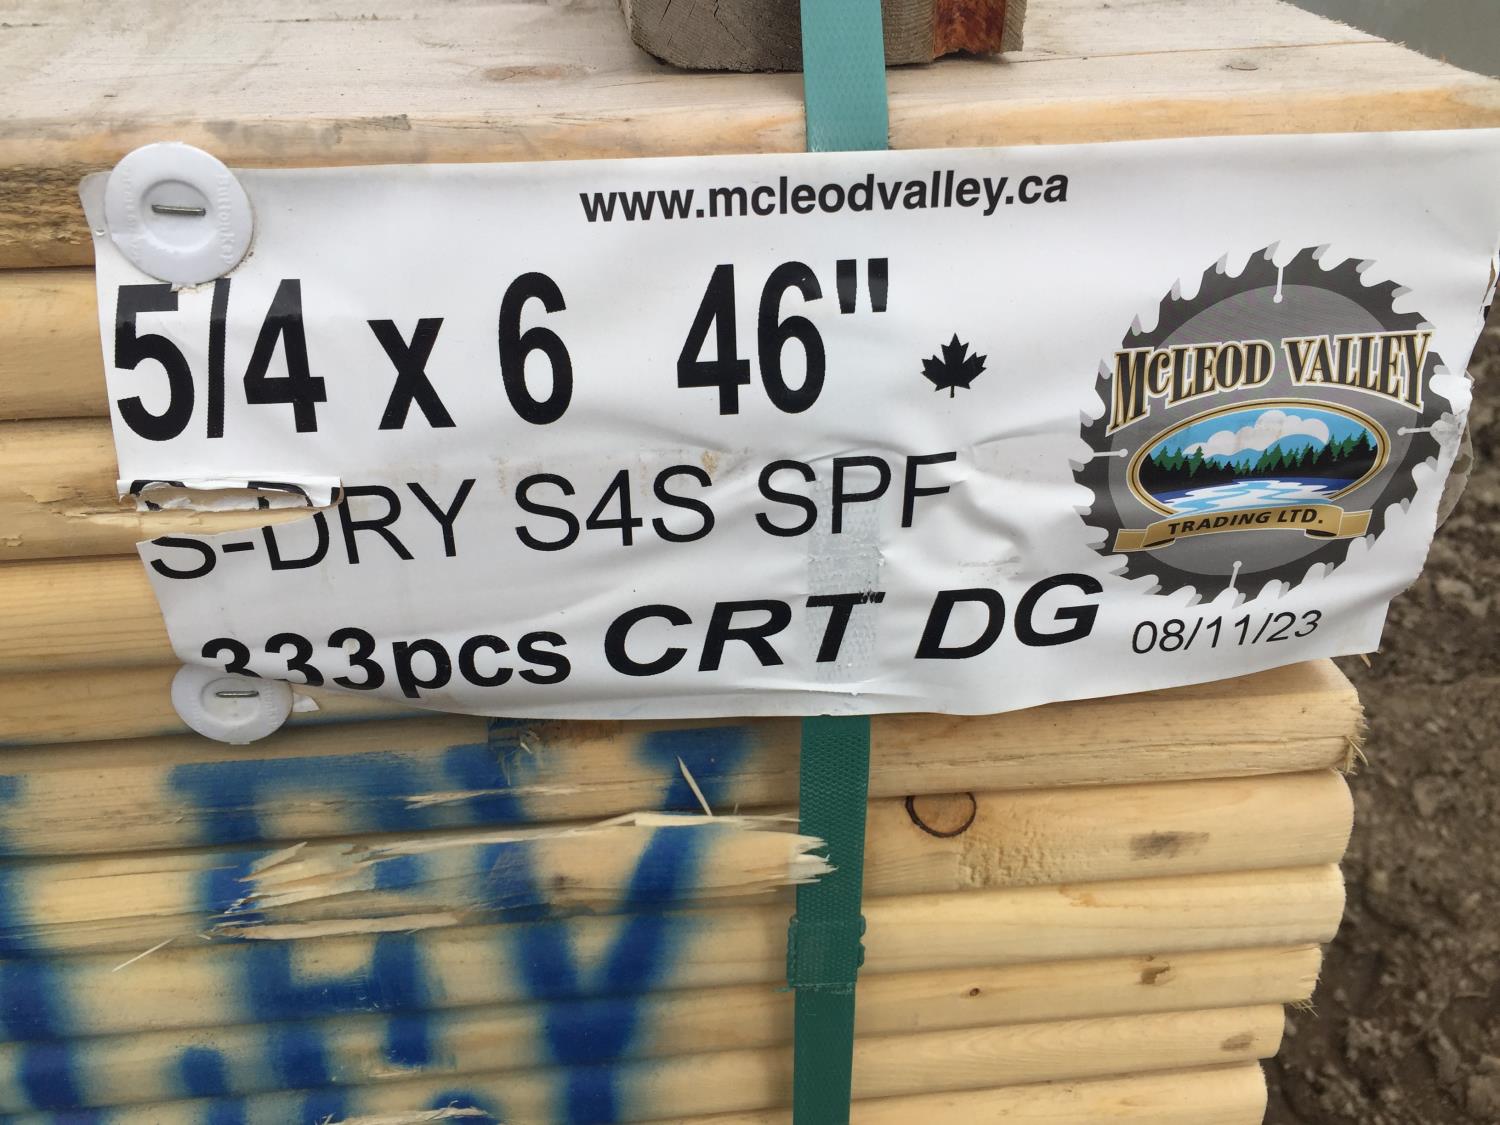 www.mcleodvalley.ca
5/4 x 6 46"
McLEOD VALLEY
TRADING LTD.
S-DRY S4S SPF
333pcs CRT DG 08/11/23